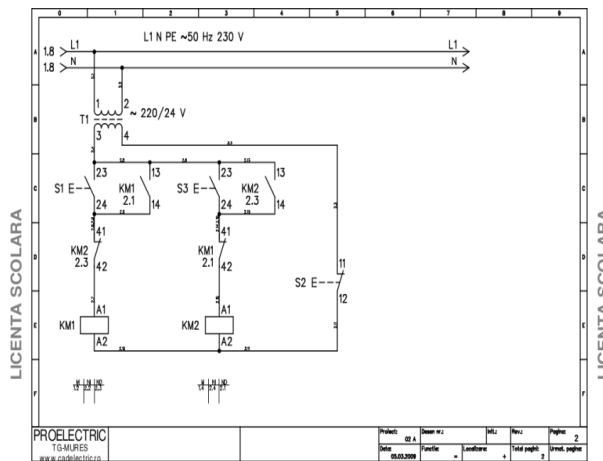 0 1 2 3 4 5 6 7 8 9
L1 N PE ~50 Hz 230 V
1.8 L1 L1
1.8 N N
A A
B B
C C
D D
E E
F F
1 2
T1 ~ 220/24 V
3 4
23 13 23 13
S1 E KM1 S3 E KM2
2.1 2.3
24 14 24 14
41 41
KM2 KM1
2.3 2.1
42 42
11
S2 E
12
A1 A1
KM1 KM2
A2 A2
LICENTA SCOLARA
LICENTA SCOLARA
PROELECTRIC
TG-MURES
www.cadelectric.ro
Proiect: 02 A
Desen nr.:
Init.:
Rev.:
Pagina: 2
Data: 05.03.2009
Functie: =
Localizare: +
Total pagini: 2
Urmat. pagina: